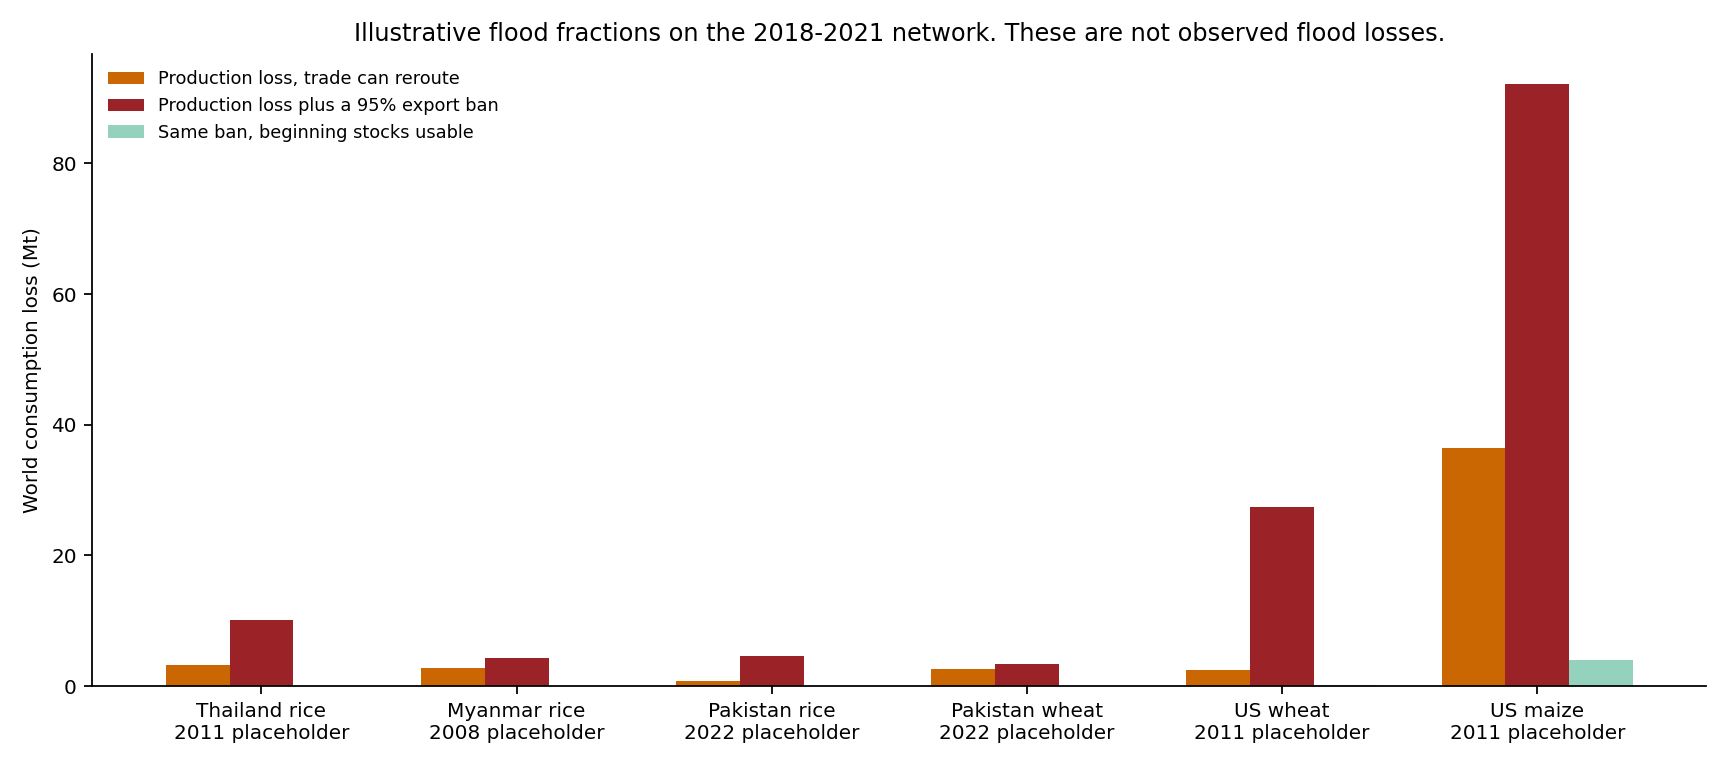 Illustrative flood fractions on the 2018-2021 network. These are not observed flood losses.
Production loss, trade can reroute
Production loss plus a 95% export ban
Same ban, beginning stocks usable
World consumption loss (Mt)
80
60
40
20
0
Thailand rice
2011 placeholder
Myanmar rice
2008 placeholder
Pakistan rice
2022 placeholder
Pakistan wheat
2022 placeholder
US wheat
2011 placeholder
US maize
2011 placeholder